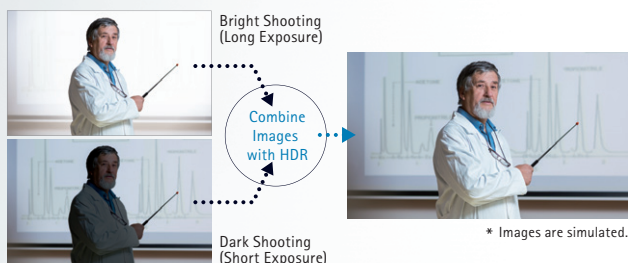 Bright Shooting
(Long Exposure)
Combine
Images
with HDR
Dark Shooting
(Short Exposure)
* Images are simulated.